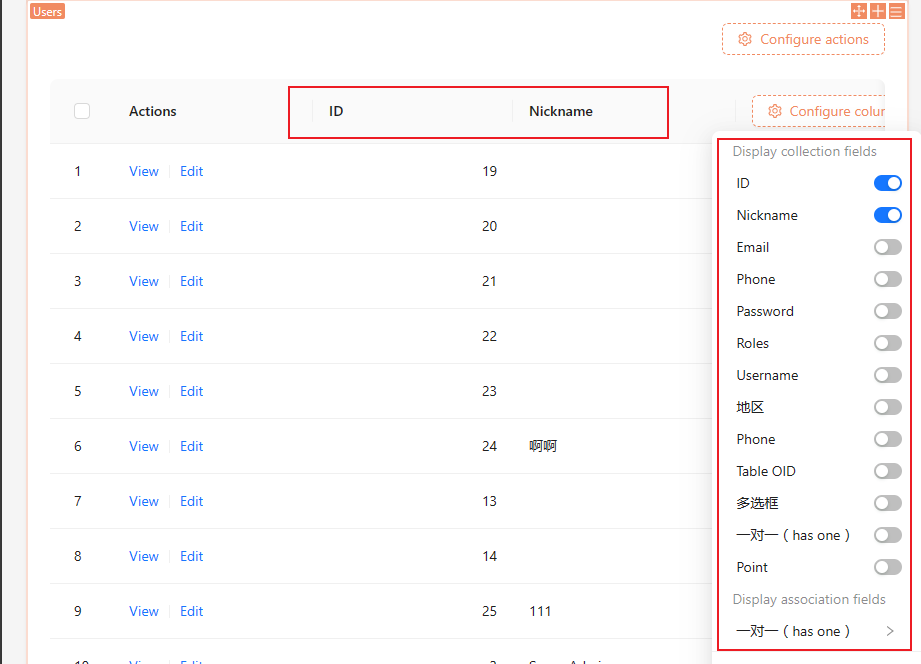 Users
Configure actions
Actions ID Nickname Configure colur
1 View Edit 19
2 View Edit 20
3 View Edit 21
4 View Edit 22
5 View Edit 23
6 View Edit 24 啊啊
7 View Edit 13
8 View Edit 14
9 View Edit 25 111
Display collection fields
ID
Nickname
Email
Phone
Password
Roles
Username
地区
Phone
Table OID
多选框
一对一（has one）
Point
Display association fields
一对一（has one）